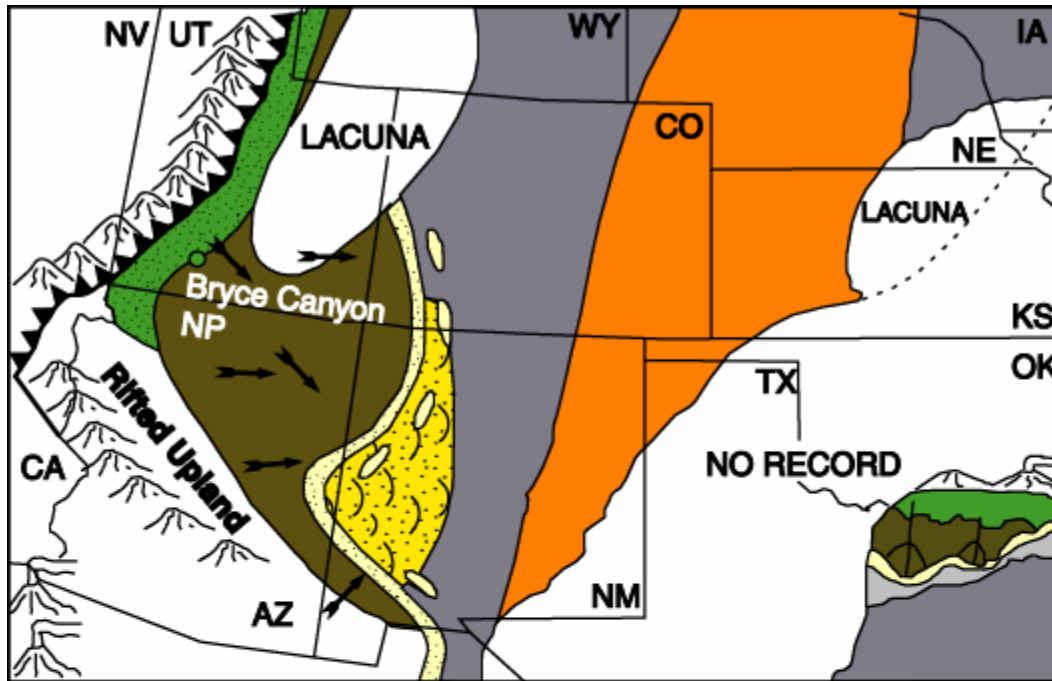 NV
UT
WY
IA
CO
LACUNA
NE
LACUNA
Bryce Canyon
NP
KS
OK
TX
Rifted Upland
CA
NO RECORD
NM
AZ